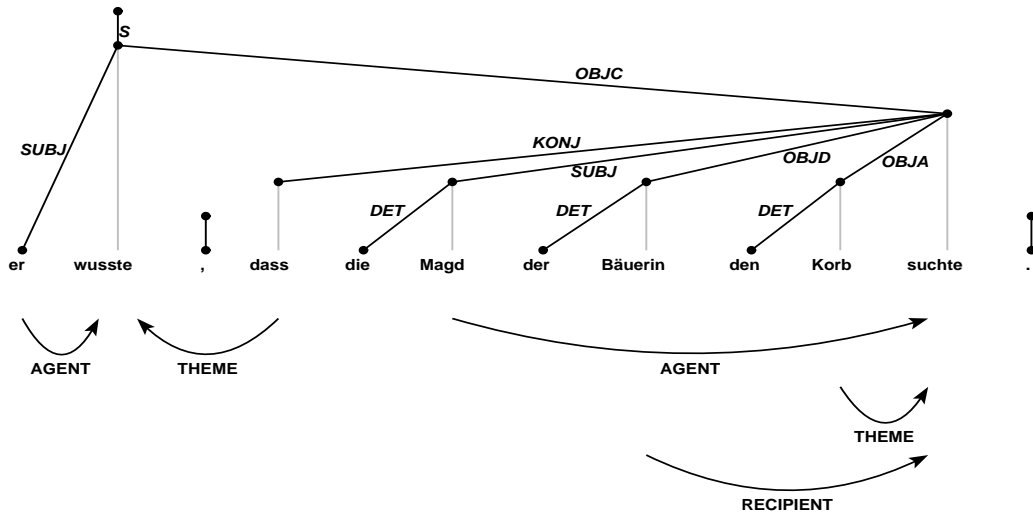 S
OBJC
SUBJ
KONJ
SUBJ
OBJD
OBJA
DET
DET
DET
er wusste , dass die Magd der Bäuerin den Korb suchte .
AGENT THEME AGENT
THEME
RECIPIENT